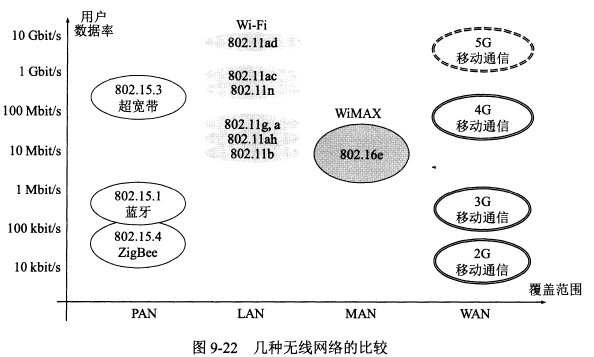 用户
数据率
10 Gbit/s
1 Gbit/s
100 Mbit/s
10 Mbit/s
1 Mbit/s
100 kbit/s
10 kbit/s
802.15.3
超宽带
802.15.1
蓝牙
802.15.4
ZigBee
Wi-Fi
802.11ad
802.11ac
802.11n
802.11g, a
802.11ah
802.11b
WiMAX
802.16e
5G
移动通信
4G
移动通信
3G
移动通信
2G
移动通信
覆盖范围
PAN
LAN
MAN
WAN
图 9-22 几种无线网络的比较